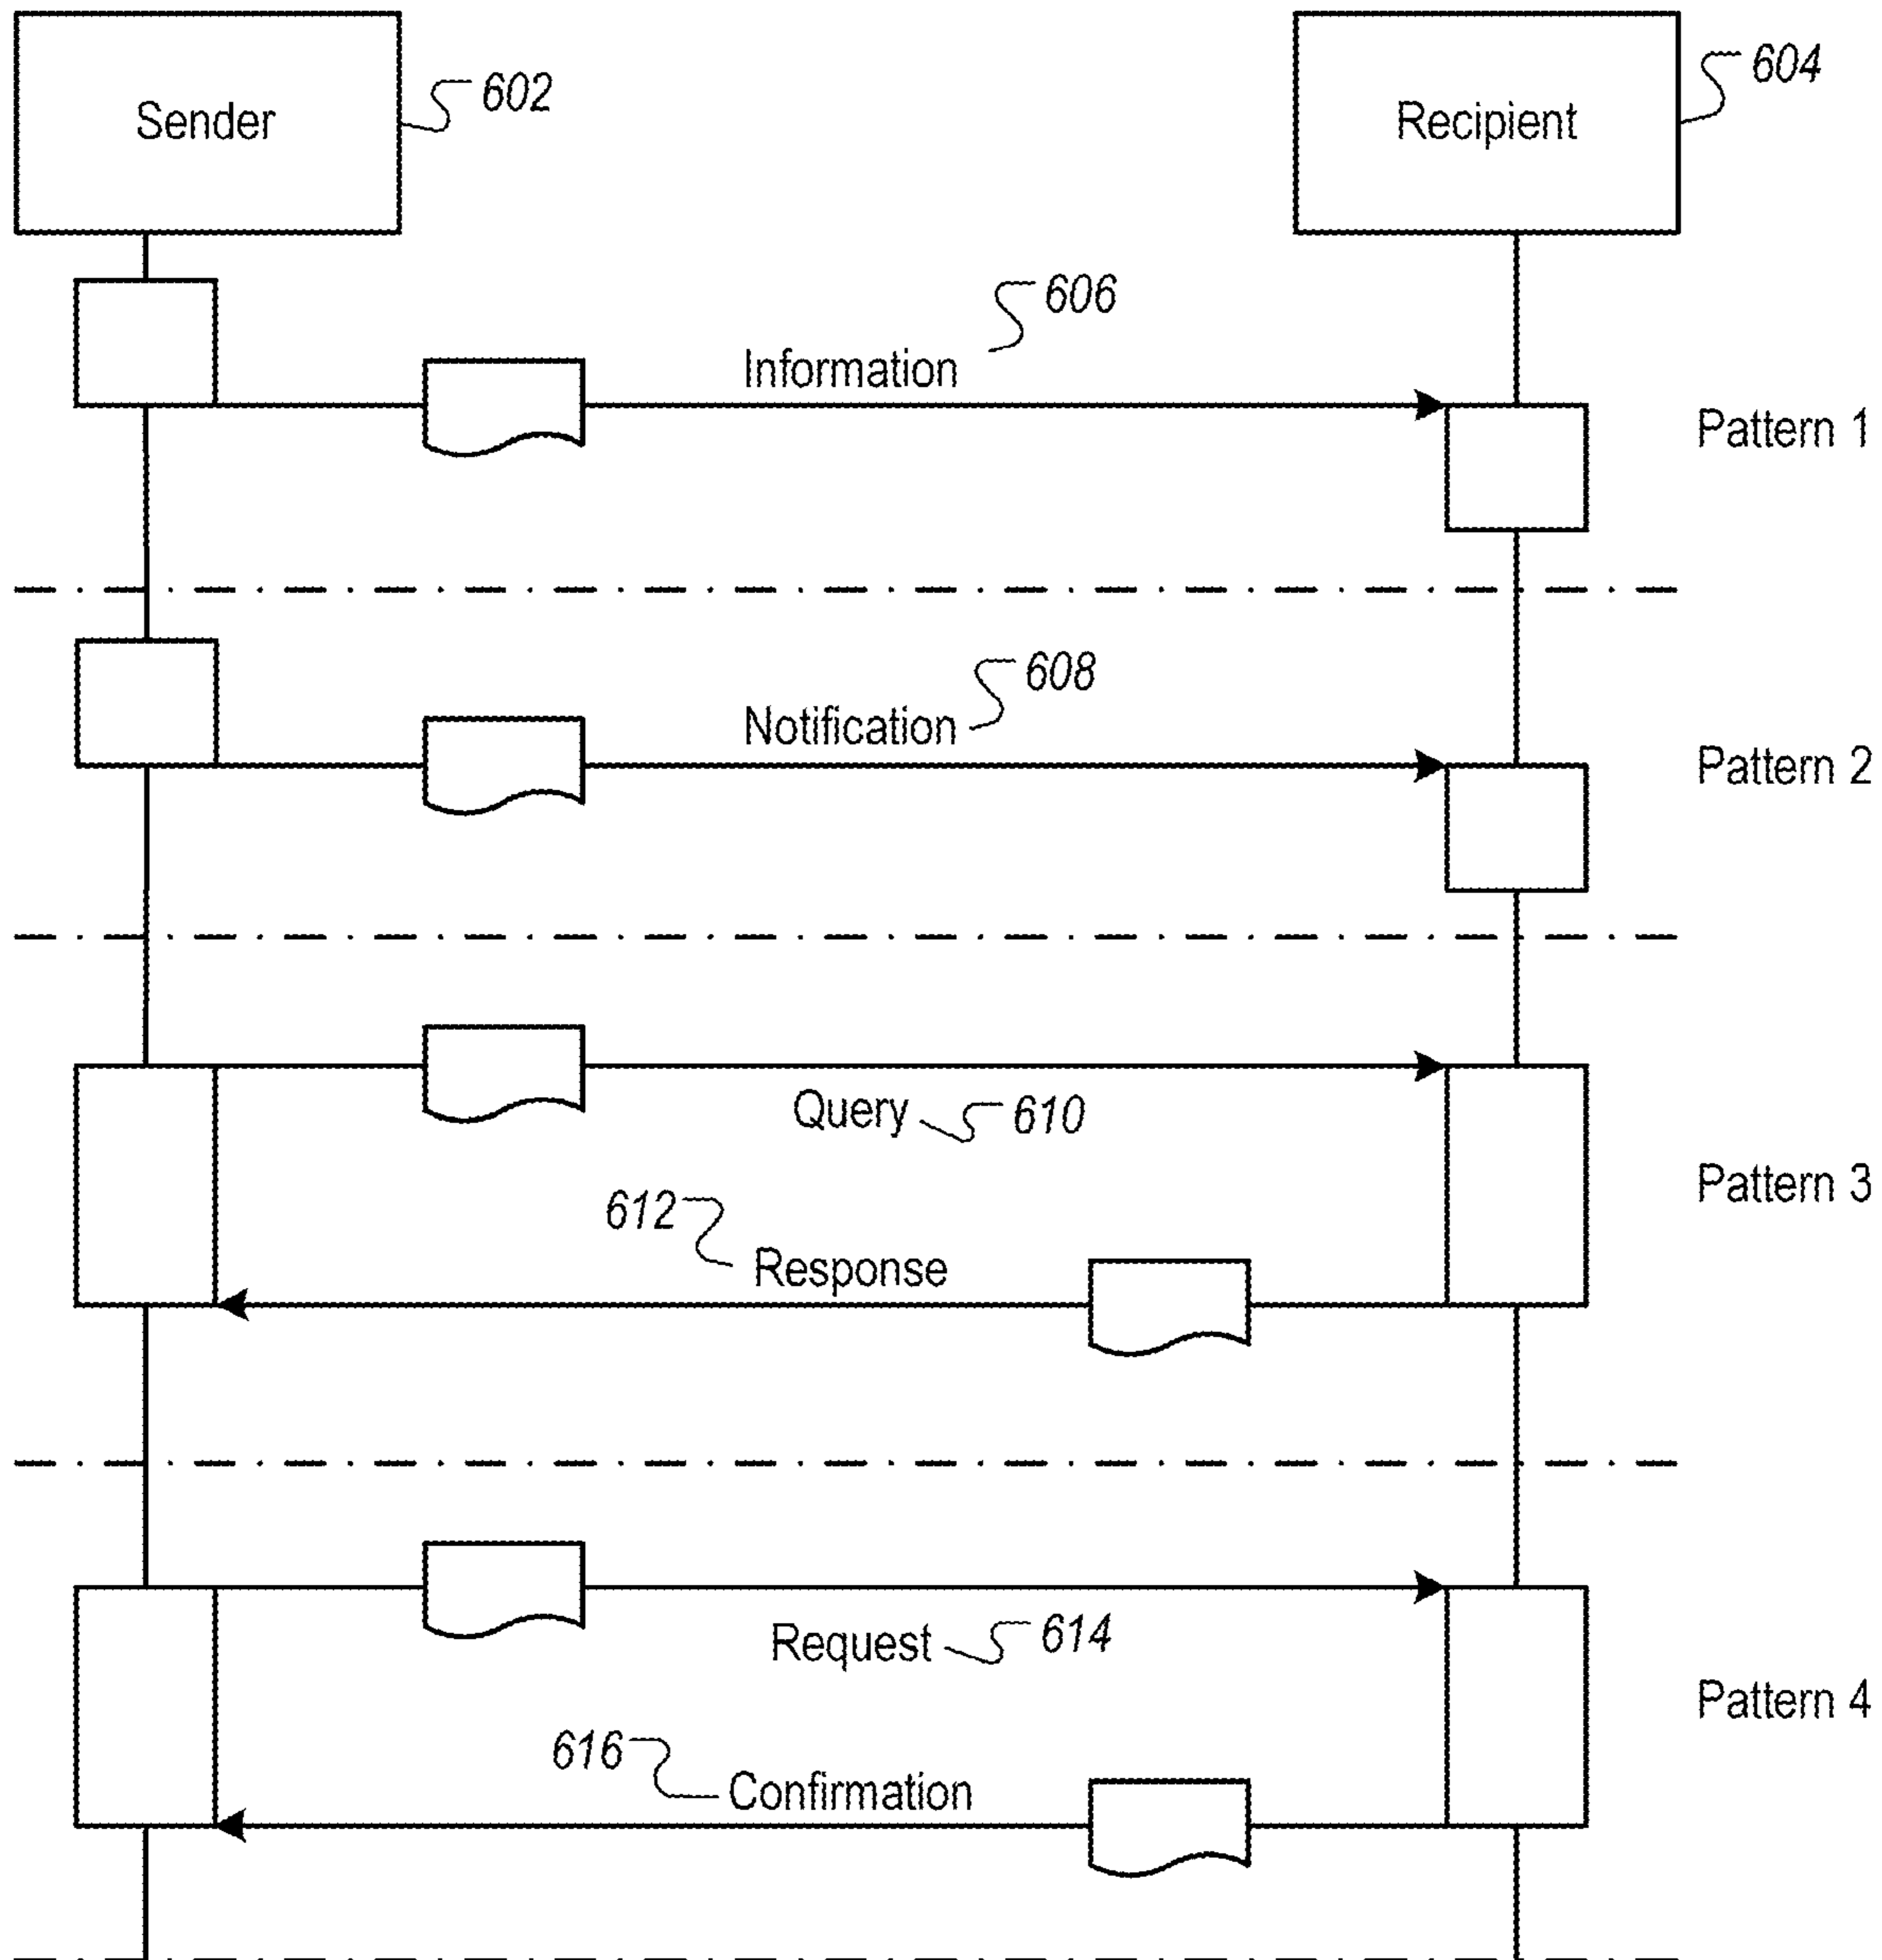 Sender
602
Recipient
604
Information
606
Pattern 1
Notification
608
Pattern 2
Query
610
Pattern 3
612
Response
Request
614
Pattern 4
616
Confirmation